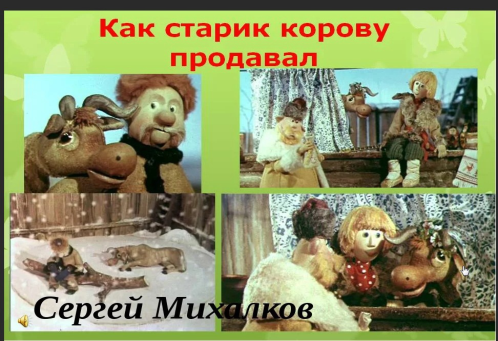 Как старик корову
продавал
Сергей Михалков